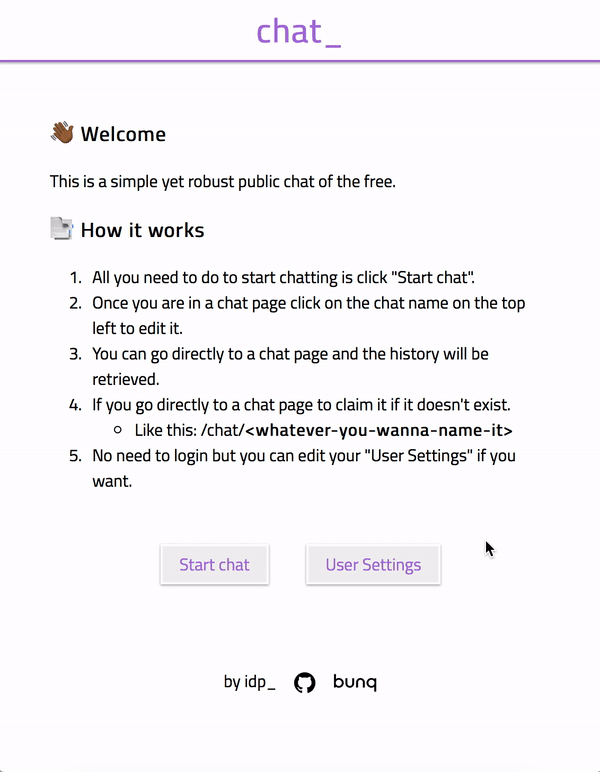 chat_
Welcome
This is a simple yet robust public chat of the free.
How it works
1. All you need to do to start chatting is click "Start chat".
2. Once you are in a chat page click on the chat name on the top
left to edit it.
3. You can go directly to a chat page and the history will be
retrieved.
4. If you go directly to a chat page to claim it if it doesn't exist.
Like this: /chat/<whatever-you-wanna-name-it>
5. No need to login but you can edit your "User Settings" if you
want.
Start chat User Settings
by idp_ bunq